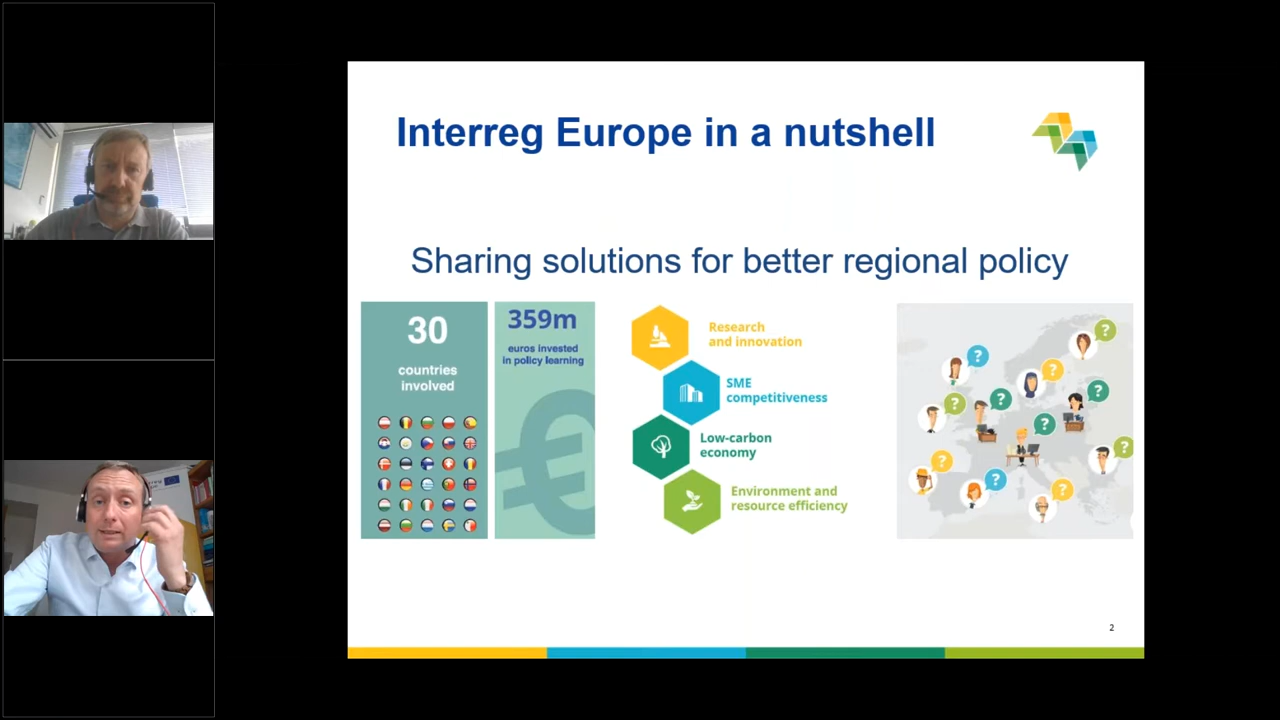 Interreg Europe in a nutshell
Sharing solutions for better regional policy
30
countries
involved
359m
euros invested
in policy learning
€
Research
and innovation
SME
competitiveness
Low-carbon
economy
Environment and
resource efficiency
?
?
?
?
?
?
?
?
?
?
?
2